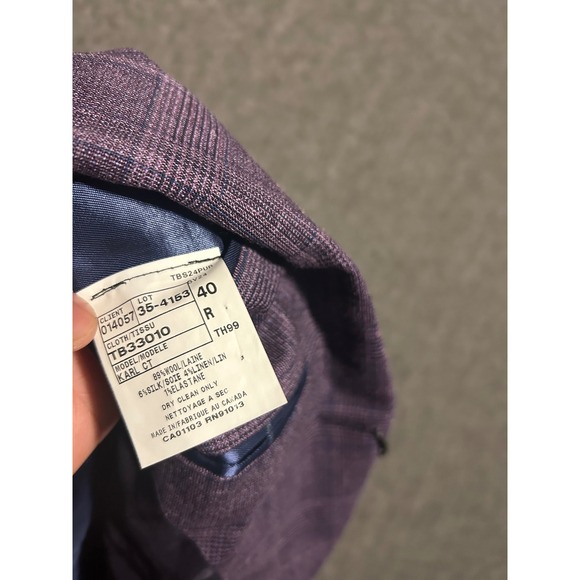 TBS24PUR
CLIENT
014057
LOT
35-4153
40
CLOTH/TISSU
TB33010
R
MODEL/MODELE
KARL CT
TH99
89%WOOL/LAINE
6%SILK/SOIE 4%LINEN/LIN
1%ELASTANE
DRY CLEAN ONLY
NETTOYAGE A SEC
MADE IN/FABRIQUE AU CANADA
CA01103 RN91013